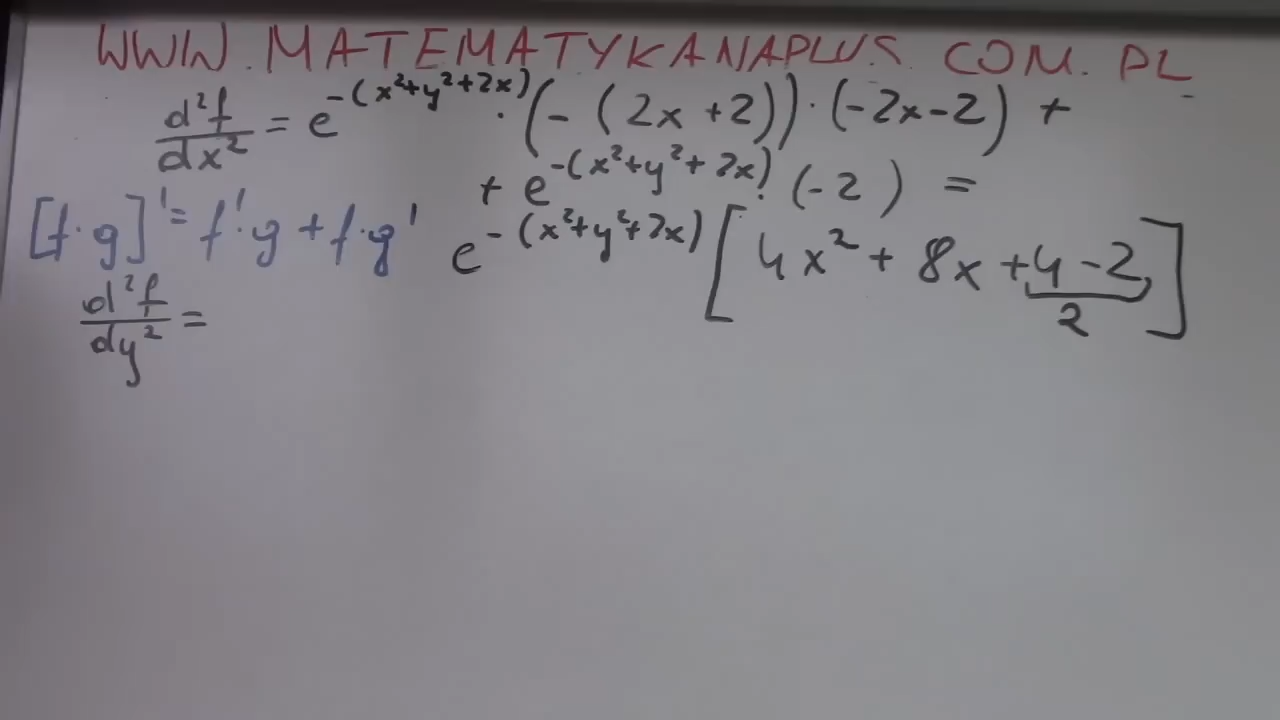 WWW.MATEMATYKANAPLUS.COM.PL
d²f/dx² = e^-(x²+y²+2x) · (-(2x+2)) · (-2x-2) +
+ e^-(x²+y²+2x) · (-2) =
[f·g]' = f'·g + f·g' e^-(x²+y²+2x) [4x² + 8x + 4 - 2]
2
d²f/dy² =